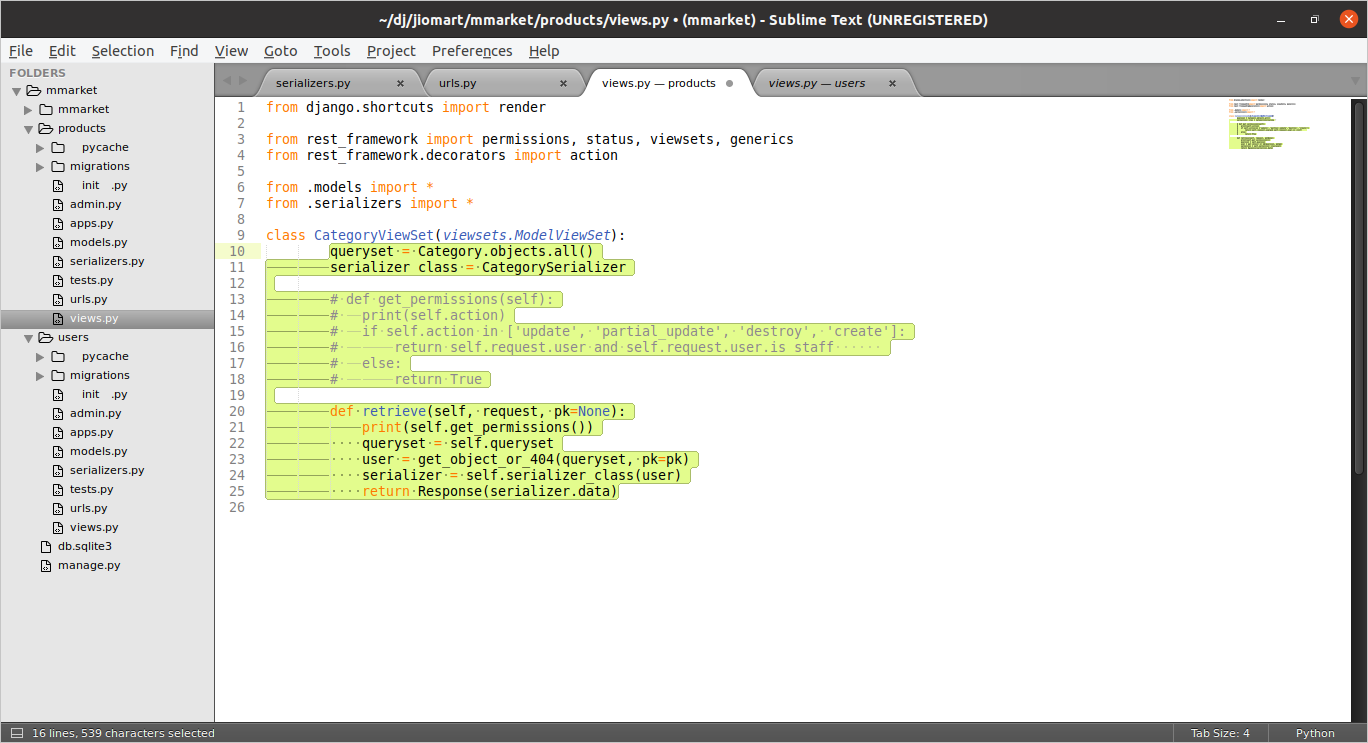 ~/dj/jiomart/mmarket/products/views.py • (mmarket) - Sublime Text (UNREGISTERED)
File Edit Selection Find View Goto Tools Project Preferences Help
FOLDERS
mmarket
mmarket
products
pycache
migrations
init .py
admin.py
apps.py
models.py
serializers.py
tests.py
urls.py
views.py
users
pycache
migrations
init .py
admin.py
apps.py
models.py
serializers.py
tests.py
urls.py
views.py
db.sqlite3
manage.py
serializers.py × urls.py × views.py — products views.py — users ×
1 from django.shortcuts import render
2
3 from rest_framework import permissions, status, viewsets, generics
4 from rest_framework.decorators import action
5
6 from .models import *
7 from .serializers import *
8
9 class CategoryViewSet(viewsets.ModelViewSet):
10 queryset = Category.objects.all()
11 serializer class = CategorySerializer
12
13 # def get_permissions(self):
14 # print(self.action)
15 # if self.action in ['update', 'partial_update', 'destroy', 'create']:
16 # return self.request.user and self.request.user.is staff
17 # else:
18 # return True
19
20 def retrieve(self, request, pk=None):
21 print(self.get_permissions())
22 queryset = self.queryset
23 user = get_object_or_404(queryset, pk=pk)
24 serializer = self.serializer_class(user)
25 return Response(serializer.data)
26
16 lines, 539 characters selected Tab Size: 4 Python